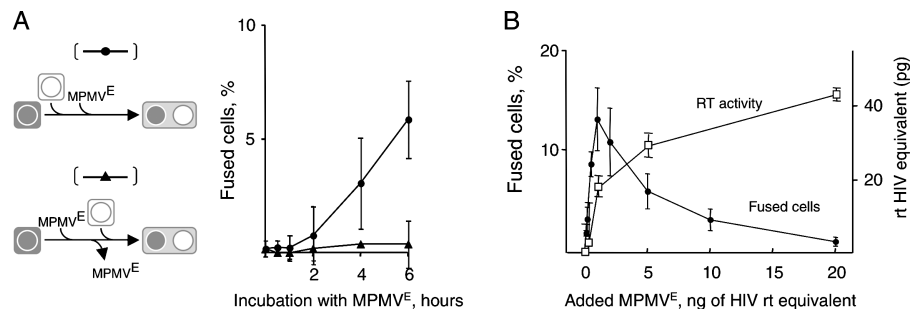 A
MPMVE
MPMVE
MPMVE
Fused cells, %
10
5
2
4
6
Incubation with MPMVE, hours
B
Fused cells, %
20
10
RT activity
Fused cells
40
20
rt HIV equivalent (pg)
0
5
10
15
20
Added MPMVE, ng of HIV rt equivalent